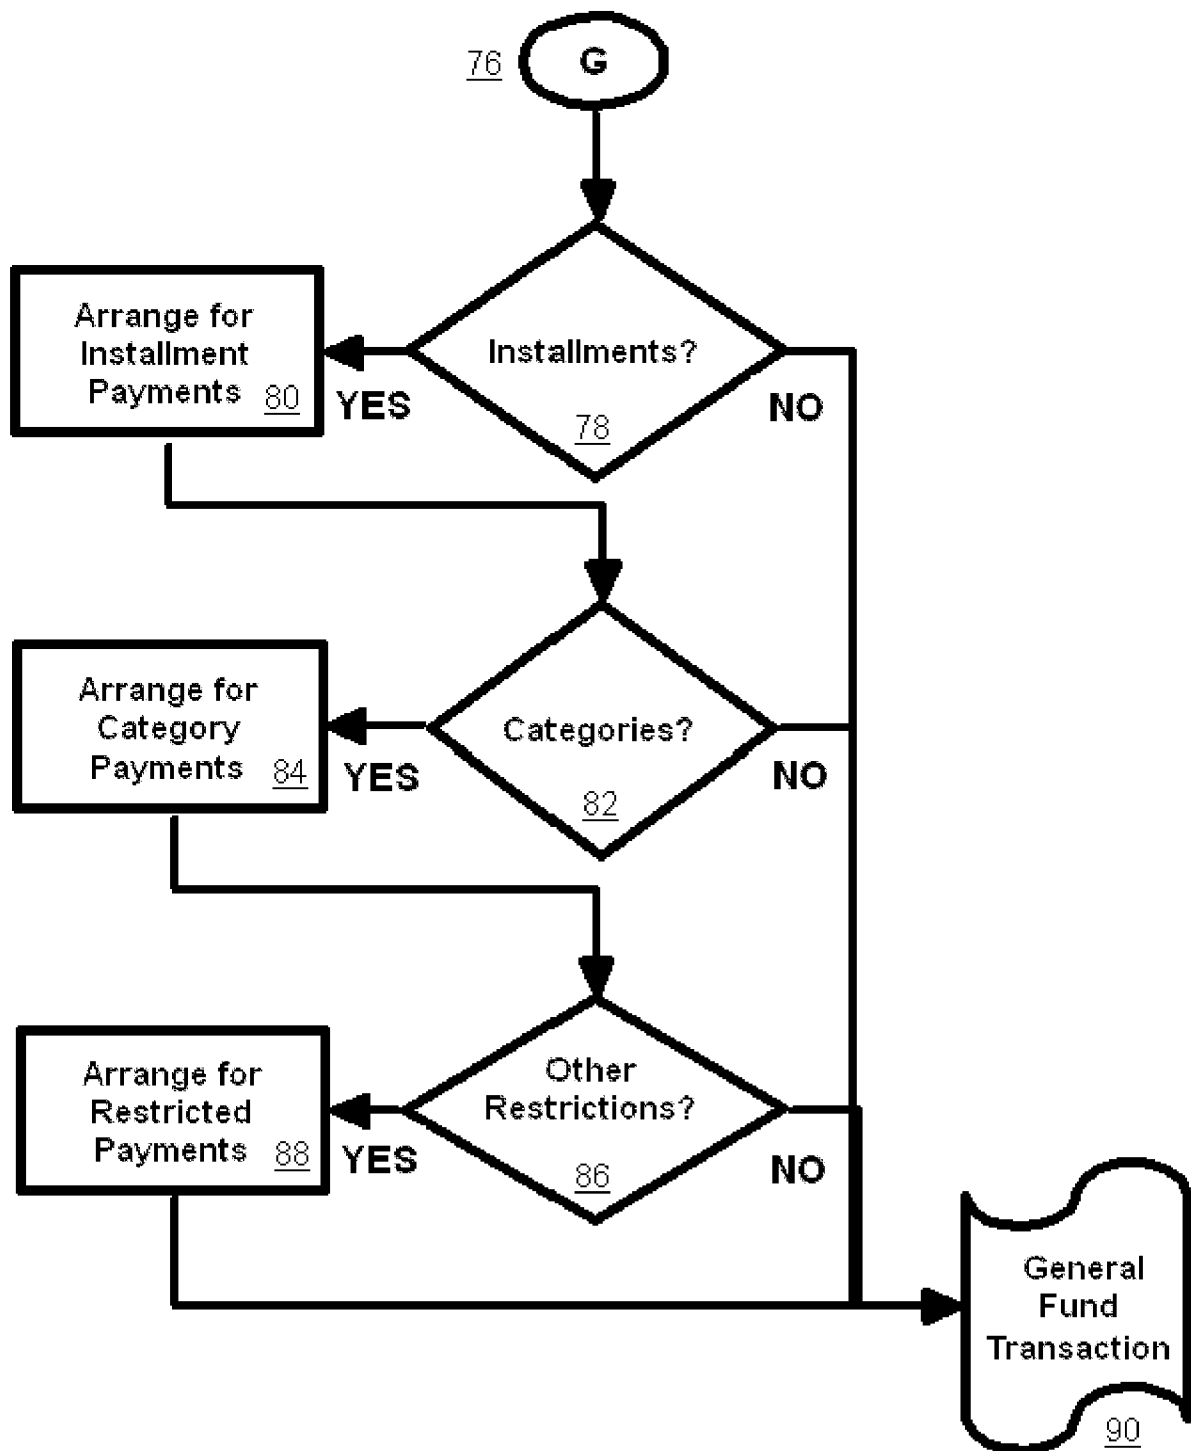 76
G
Arrange for
Installment
Payments
80
YES
Installments?
78
NO
Arrange for
Category
Payments
84
YES
Categories?
82
NO
Arrange for
Restricted
Payments
88
YES
Other
Restrictions?
86
NO
General
Fund
Transaction
90